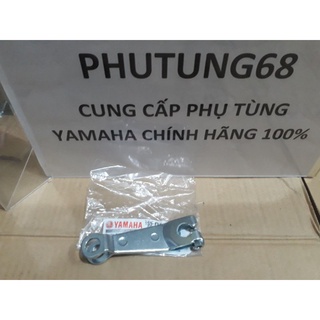 PHUTUNG68
CUNG CẤP PHỤ TÙNG
YAMAHA CHÍNH HÃNG 100%
YAMAHA